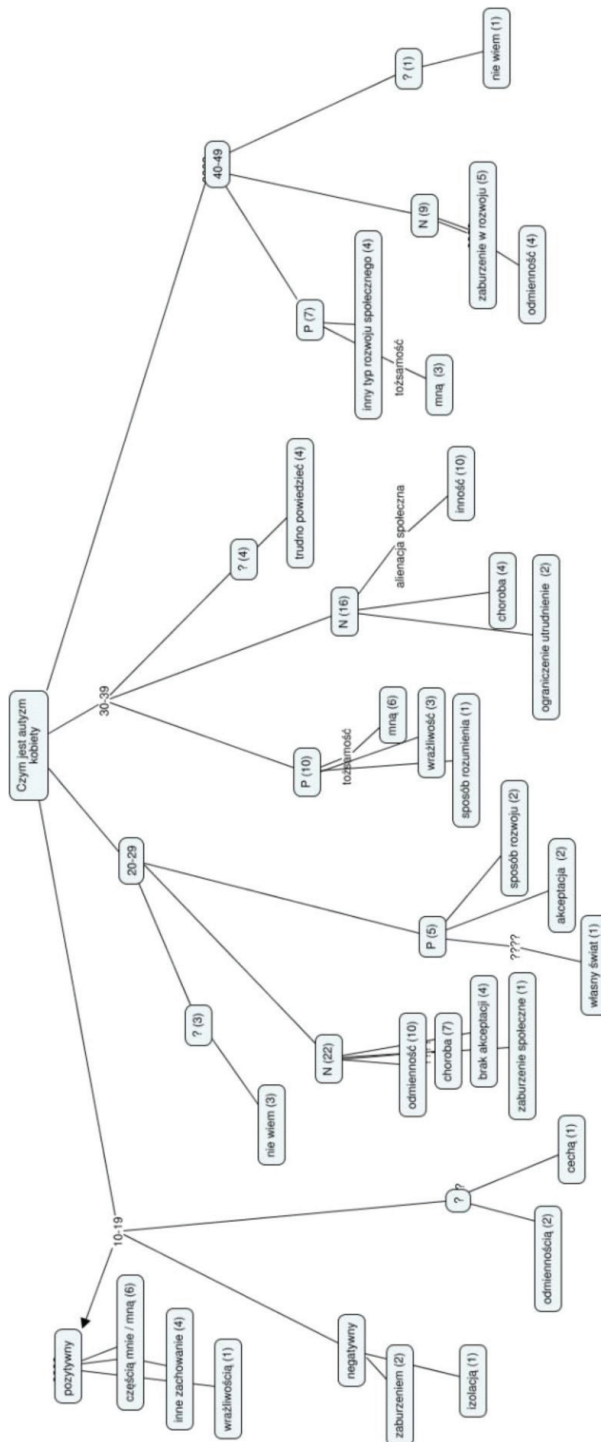 Czym jest autyzm
kobiety
10-19
pozytywny
częścią mnie / mną (6)
inne zachowanie (4)
wrażliwością (1)
negatywny
zaburzeniem (2)
izolacją (1)
? ?
odmiennością (2)
cechą (1)
20-29
? (3)
nie wiem (3)
N (22)
odmienność (10)
choroba (7)
brak akceptacji (4)
zaburzenie społeczne (1)
P (5)
????
własny świat (1)
akceptacja (2)
sposób rozwoju (2)
30-39
P (10)
tożsamość
mną (6)
wrażliwość (3)
sposób rozumienia (1)
N (16)
alienacja społeczna
inność (10)
choroba (4)
ograniczenie utrudnienie (2)
? (4)
trudno powiedzieć (4)
40-49
P (7)
inny typ rozwoju społecznego (4)
tożsamość
mną (3)
N (9)
zaburzenie w rozwoju (5)
odmienność (4)
? (1)
nie wiem (1)